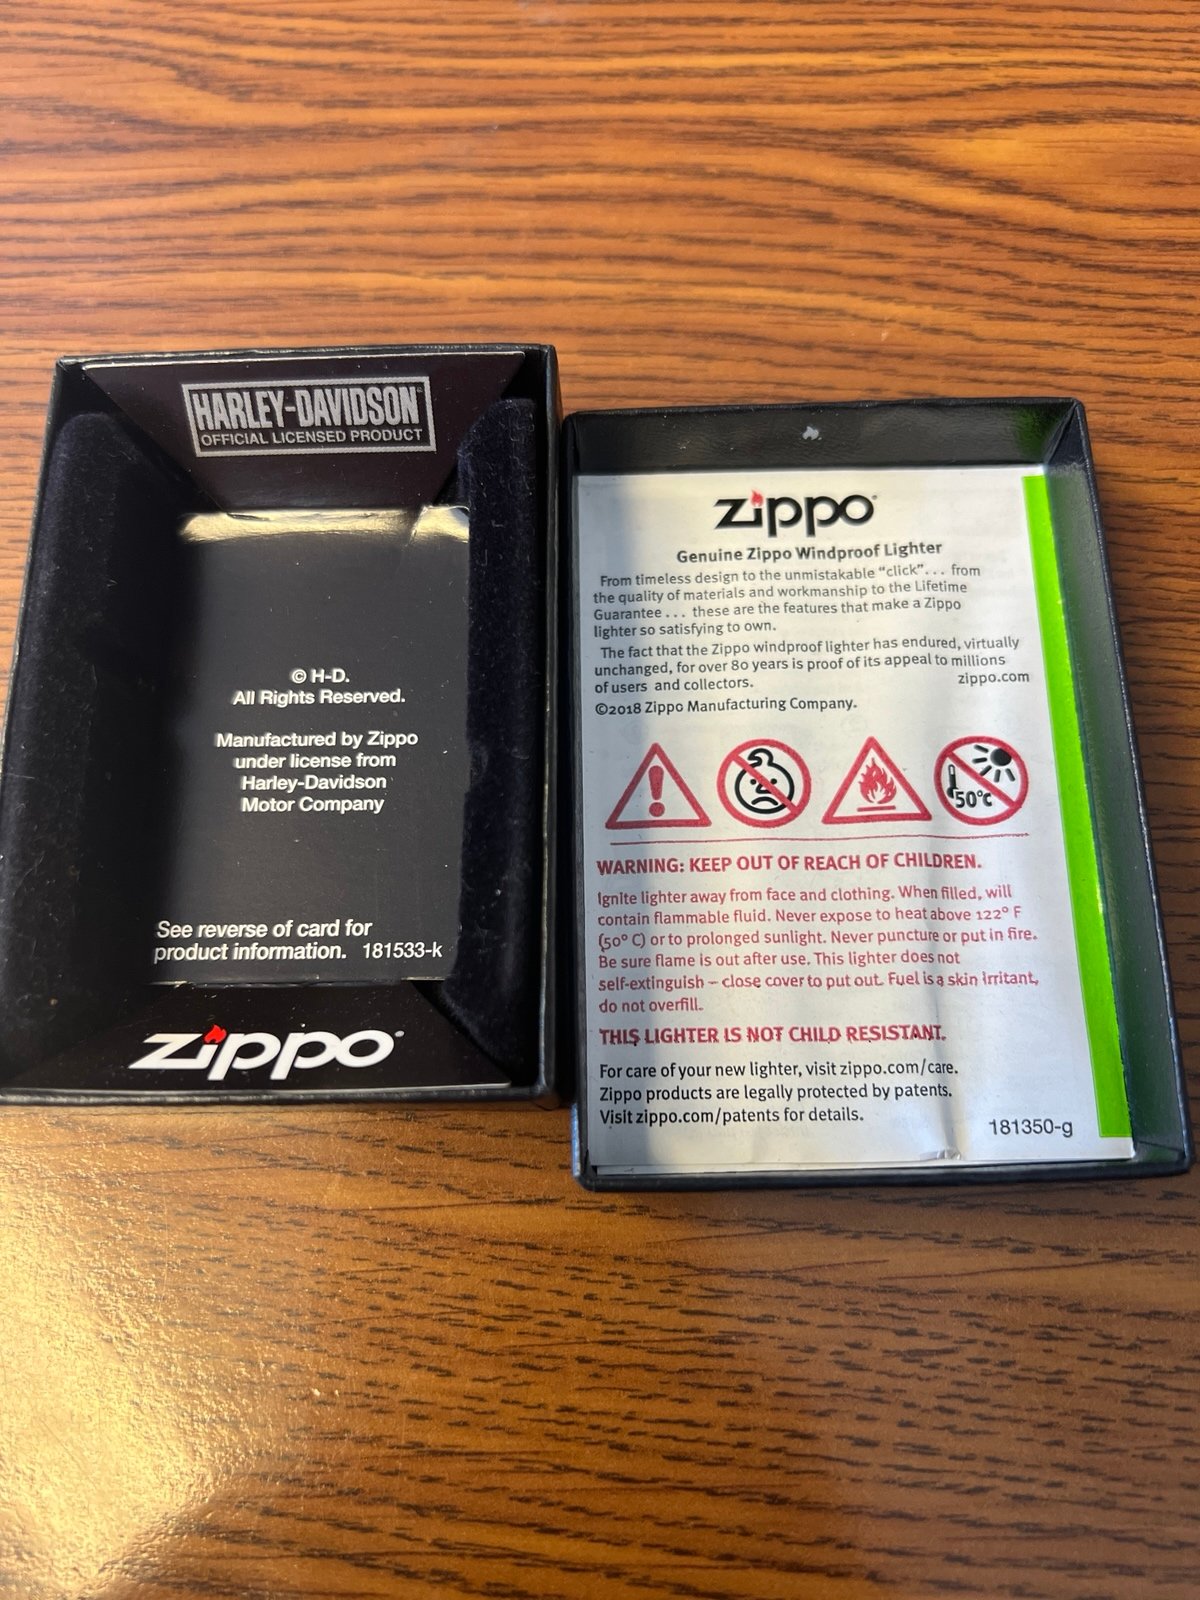 HARLEY-DAVIDSON
OFFICIAL LICENSED PRODUCT
© H-D.
All Rights Reserved.
Manufactured by Zippo
under license from
Harley-Davidson
Motor Company
See reverse of card for
product information. 181533-k
zippo
zippo
Genuine Zippo Windproof Lighter
From timeless design to the unmistakable “click”. . . from
the quality of materials and workmanship to the Lifetime
Guarantee . . . these are the features that make a Zippo
lighter so satisfying to own.
The fact that the Zippo windproof lighter has endured, virtually
unchanged, for over 80 years is proof of its appeal to millions
of users and collectors. zippo.com
©2018 Zippo Manufacturing Company.
50°C
WARNING: KEEP OUT OF REACH OF CHILDREN.
Ignite lighter away from face and clothing. When filled, will
contain flammable fluid. Never expose to heat above 122° F
(50° C) or to prolonged sunlight. Never puncture or put in fire.
Be sure flame is out after use. This lighter does not
self-extinguish – close cover to put out. Fuel is a skin irritant,
do not overfill.
THIS LIGHTER IS NOT CHILD RESISTANT.
For care of your new lighter, visit zippo.com/care.
Zippo products are legally protected by patents.
Visit zippo.com/patents for details.
181350-g